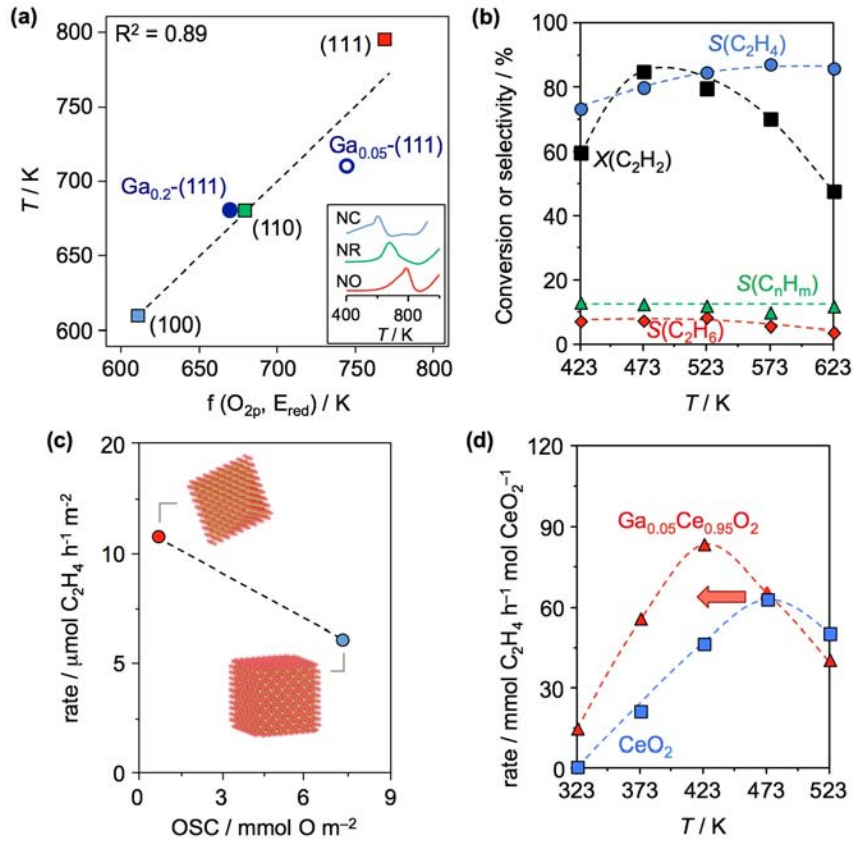 (a)
R² = 0.89
(111)
Ga₀.₀₅-(111)
Ga₀.₂-(111)
(110)
(100)
800
750
700
650
600
T / K
600 650 700 750 800
f (O₂ₚ, E_red) / K
NC
NR
NO
400 800
T / K
(b)
S(C₂H₄)
X(C₂H₂)
S(CₙHₘ)
S(C₂H₆)
100
80
60
40
20
10
0
Conversion or selectivity / %
423 473 523 573 623
T / K
(c)
20
15
10
5
0
rate / μmol C₂H₄ h⁻¹ m⁻²
0 3 6 9
OSC / mmol O m⁻²
(d)
Ga₀.₀₅Ce₀.₉₅O₂
CeO₂
120
90
60
30
0
rate / mmol C₂H₄ h⁻¹ mol CeO₂⁻¹
323 373 423 473 523
T / K